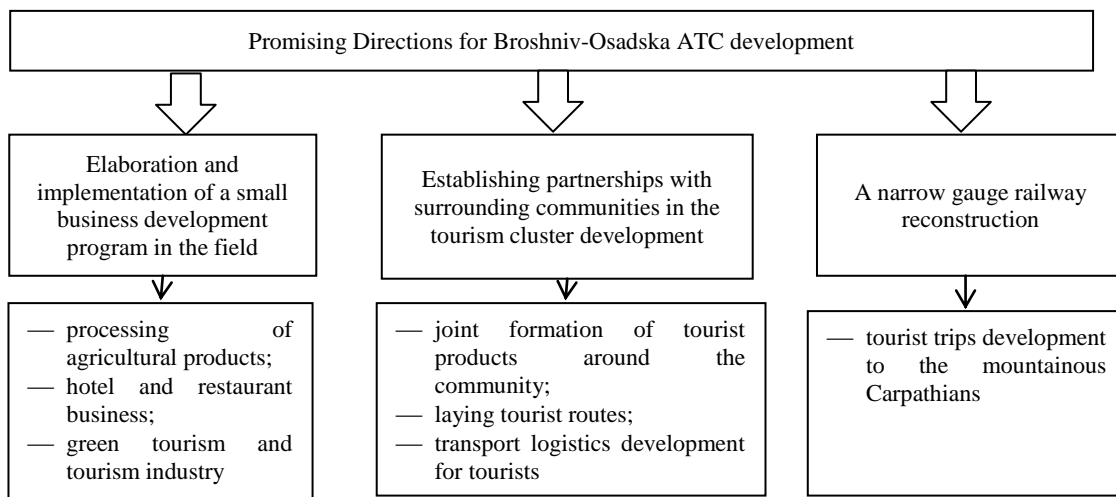 Promising Directions for Broshniv-Osadska ATC development
Elaboration and
implementation of a small
business development
program in the field
— processing of
agricultural products;
— hotel and restaurant
business;
— green tourism and
tourism industry
Establishing partnerships with
surrounding communities in the
tourism cluster development
— joint formation of tourist
products around the
community;
— laying tourist routes;
— transport logistics development
for tourists
A narrow gauge railway
reconstruction
— tourist trips development
to the mountainous
Carpathians